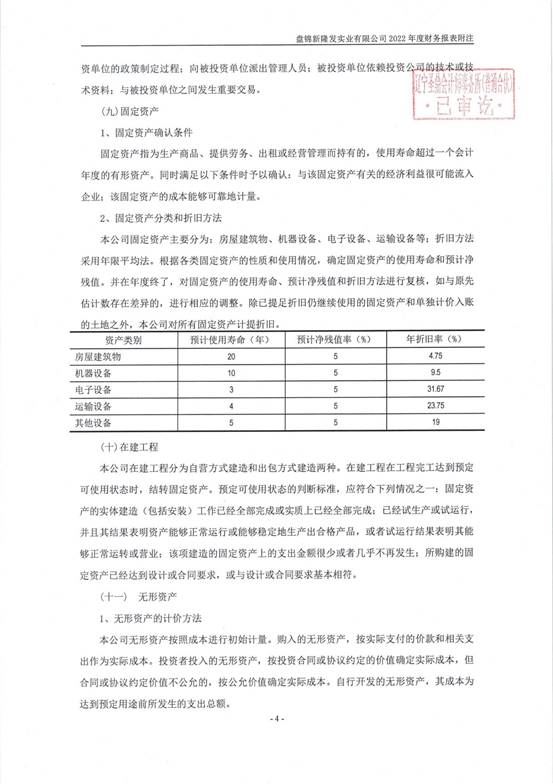 盘锦新隆发实业有限公司 2022 年度财务报表附注
资单位的政策制定过程；向被投资单位派出管理人员；被投资单位依赖投资公司的技术或技
术资料；与被投资单位之间发生重要交易。
(普通合伙)
·已审讫·
(九)固定资产
1、固定资产确认条件
固定资产指为生产商品、提供劳务、出租或经营管理而持有的，使用寿命超过一个会计
年度的有形资产。同时满足以下条件时予以确认：与该固定资产有关的经济利益很可能流入
企业；该固定资产的成本能够可靠地计量。
2、固定资产分类和折旧方法
本公司固定资产主要分为：房屋建筑物、机器设备、电子设备、运输设备等；折旧方法
采用年限平均法。根据各类固定资产的性质和使用情况，确定固定资产的使用寿命和预计净
残值。并在年度终了，对固定资产的使用寿命、预计净残值和折旧方法进行复核，如与原先
估计数存在差异的，进行相应的调整。除已提足折旧仍继续使用的固定资产和单独计价入账
的土地之外，本公司对所有固定资产计提折旧。
资产类别 预计使用寿命（年） 预计净残值率（%） 年折旧率（%）
房屋建筑物 20 5 4.75
机器设备 10 5 9.5
电子设备 3 5 31.67
运输设备 4 5 23.75
其他设备 5 5 19
(十)在建工程
本公司在建工程分为自营方式建造和出包方式建造两种。在建工程在工程完工达到预定
可使用状态时，结转固定资产。预定可使用状态的判断标准，应符合下列情况之一：固定资
产的实体建造（包括安装）工作已经全部完成或实质上已经全部完成；已经试生产或试运行，
并且其结果表明资产能够正常运行或能够稳定地生产出合格产品，或者试运行结果表明其能
够正常运转或营业；该项建造的固定资产上的支出金额很少或者几乎不再发生；所购建的固
定资产已经达到设计或合同要求，或与设计或合同要求基本相符。
(十一) 无形资产
1、无形资产的计价方法
本公司无形资产按照成本进行初始计量。购入的无形资产，按实际支付的价款和相关支
出作为实际成本。投资者投入的无形资产，按投资合同或协议约定的价值确定实际成本，但
合同或协议约定价值不公允的，按公允价值确定实际成本。自行开发的无形资产，其成本为
达到预定用途前所发生的支出总额。
- 4 -